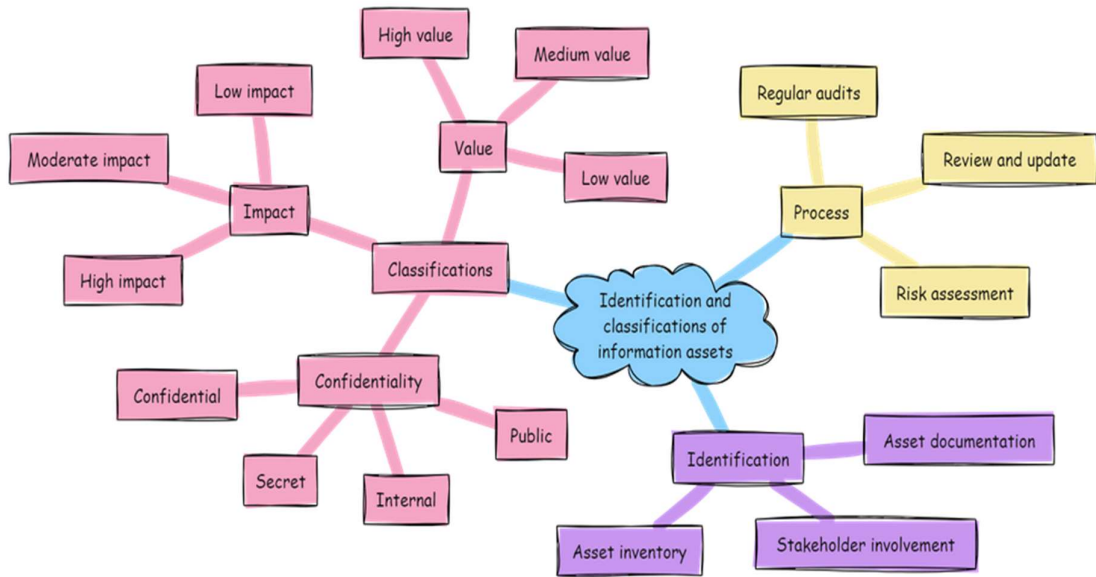 High value
Medium value
Low impact
Regular audits
Moderate impact
Value
Review and update
Low value
Impact
Process
High impact
Classifications
Risk assessment
Identification and
classifications of
information assets
Confidential
Confidentiality
Public
Asset documentation
Identification
Secret
Internal
Asset inventory
Stakeholder involvement